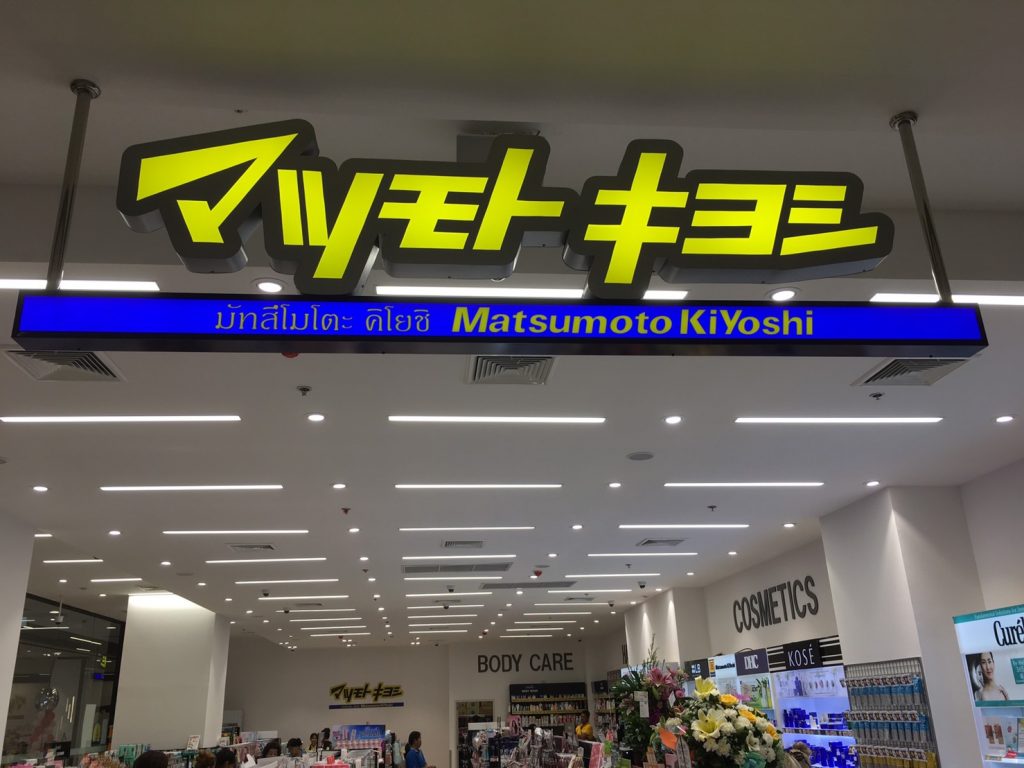 マツモトキヨシ
มัทสึโมโตะ คิโยชิ Matsumoto KiYoshi
COSMETICS
BODY CARE
マツモトキヨシ
DHC
KOSÉ
Curél